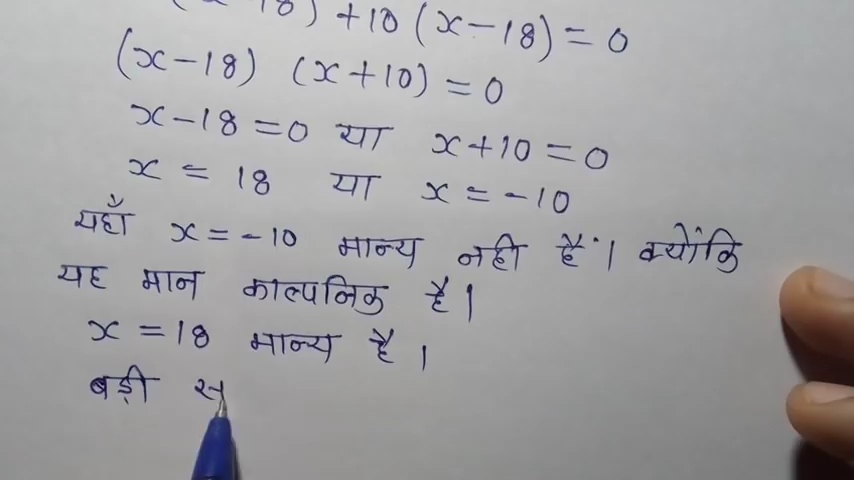 (x-18) +10 (x-18) = 0
(x-18) (x+10) = 0
x-18 =0 या x+10 =0
x = 18 या x = -10
यहाँ x = -10 मान्य नही है । क्योंकि
यह मान काल्पनिक है ।
x = 18 मान्य है ।
बड़ी